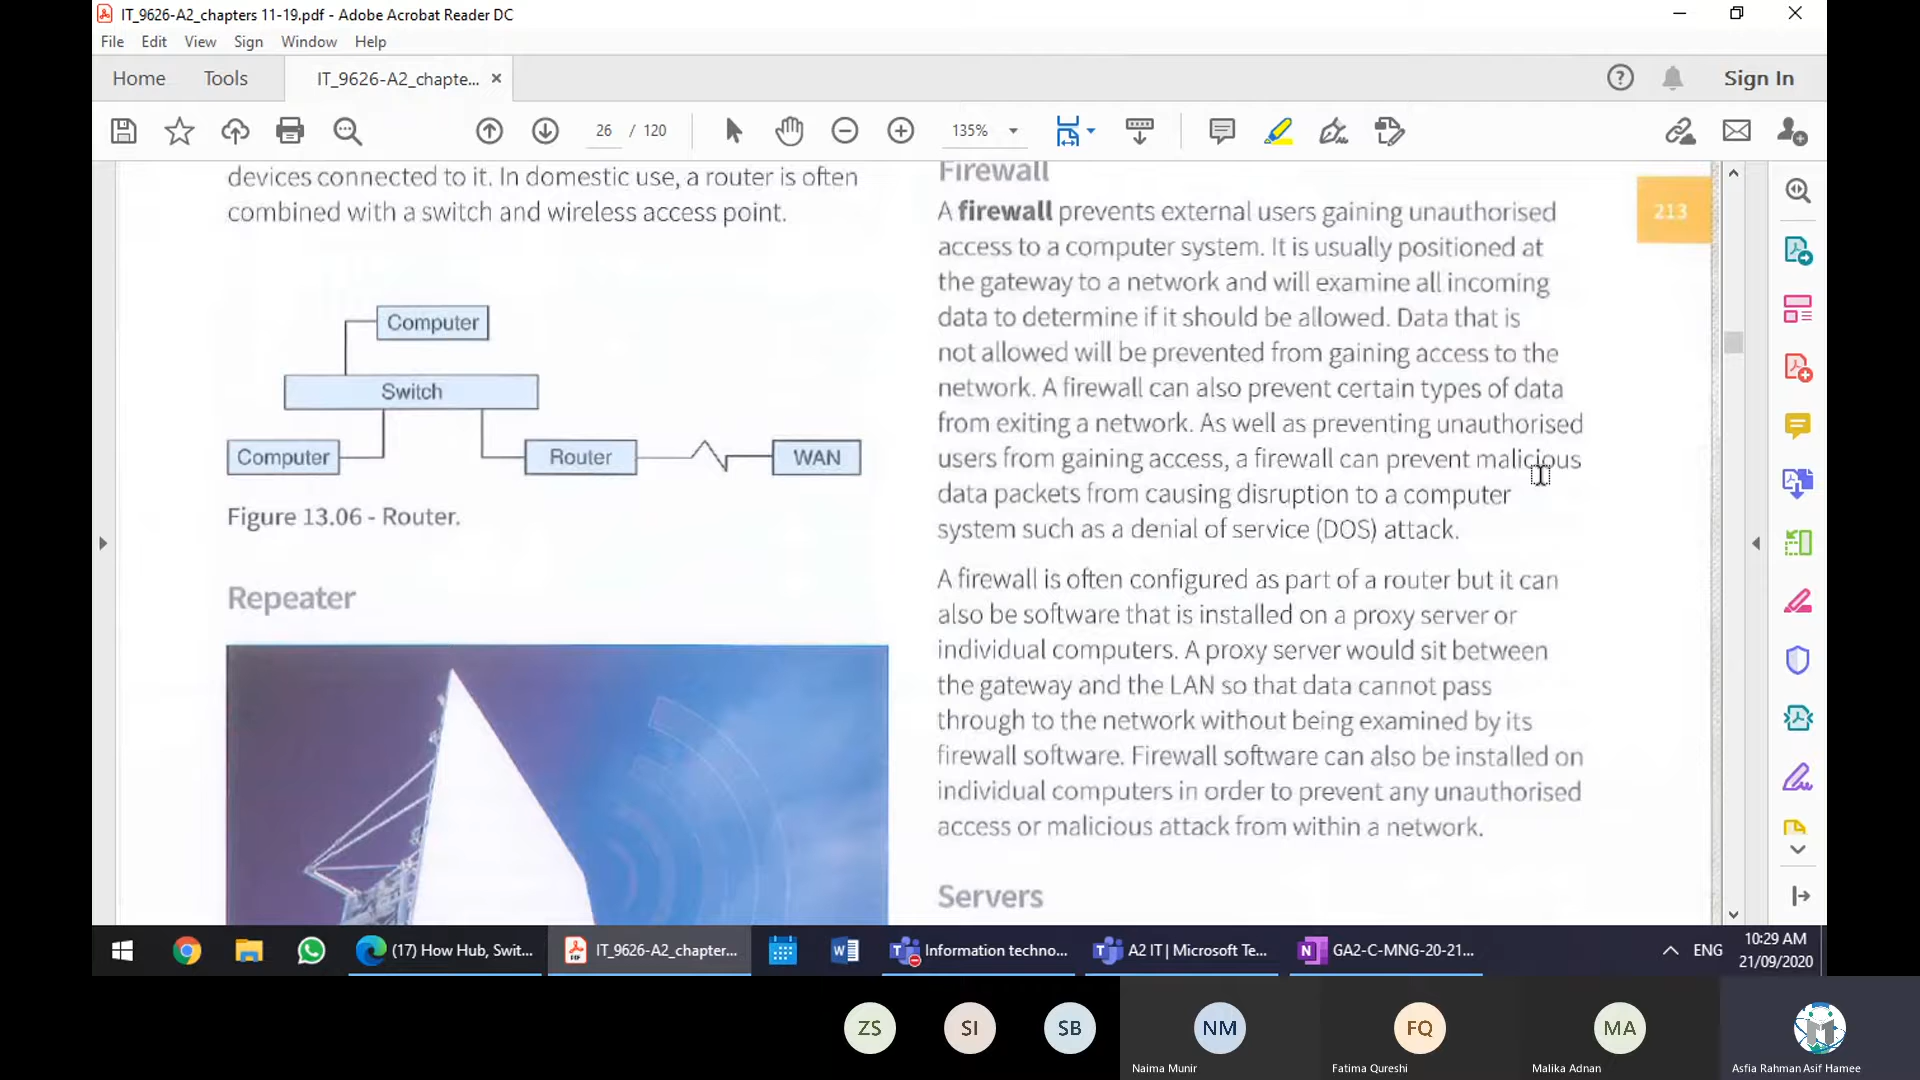 IT_9626-A2_chapters 11-19.pdf - Adobe Acrobat Reader DC
File Edit View Sign Window Help
Home Tools IT_9626-A2_chapte... ×
Sign In
26 / 120
135%
devices connected to it. In domestic use, a router is often
combined with a switch and wireless access point.
Computer
Switch
Computer
Router
WAN
Figure 13.06 - Router.
Repeater
Firewall
213
A firewall prevents external users gaining unauthorised
access to a computer system. It is usually positioned at
the gateway to a network and will examine all incoming
data to determine if it should be allowed. Data that is
not allowed will be prevented from gaining access to the
network. A firewall can also prevent certain types of data
from exiting a network. As well as preventing unauthorised
users from gaining access, a firewall can prevent malicious
data packets from causing disruption to a computer
system such as a denial of service (DOS) attack.
A firewall is often configured as part of a router but it can
also be software that is installed on a proxy server or
individual computers. A proxy server would sit between
the gateway and the LAN so that data cannot pass
through to the network without being examined by its
firewall software. Firewall software can also be installed on
individual computers in order to prevent any unauthorised
access or malicious attack from within a network.
Servers
(17) How Hub, Swit...
IT_9626-A2_chapter...
Information techno...
A2 IT | Microsoft Te...
GA2-C-MNG-20-21...
ENG
10:29 AM
21/09/2020
ZS
SI
SB
NM
FQ
MA
Naima Munir
Fatima Qureshi
Malika Adnan
Asfia Rahman Asif Hamee